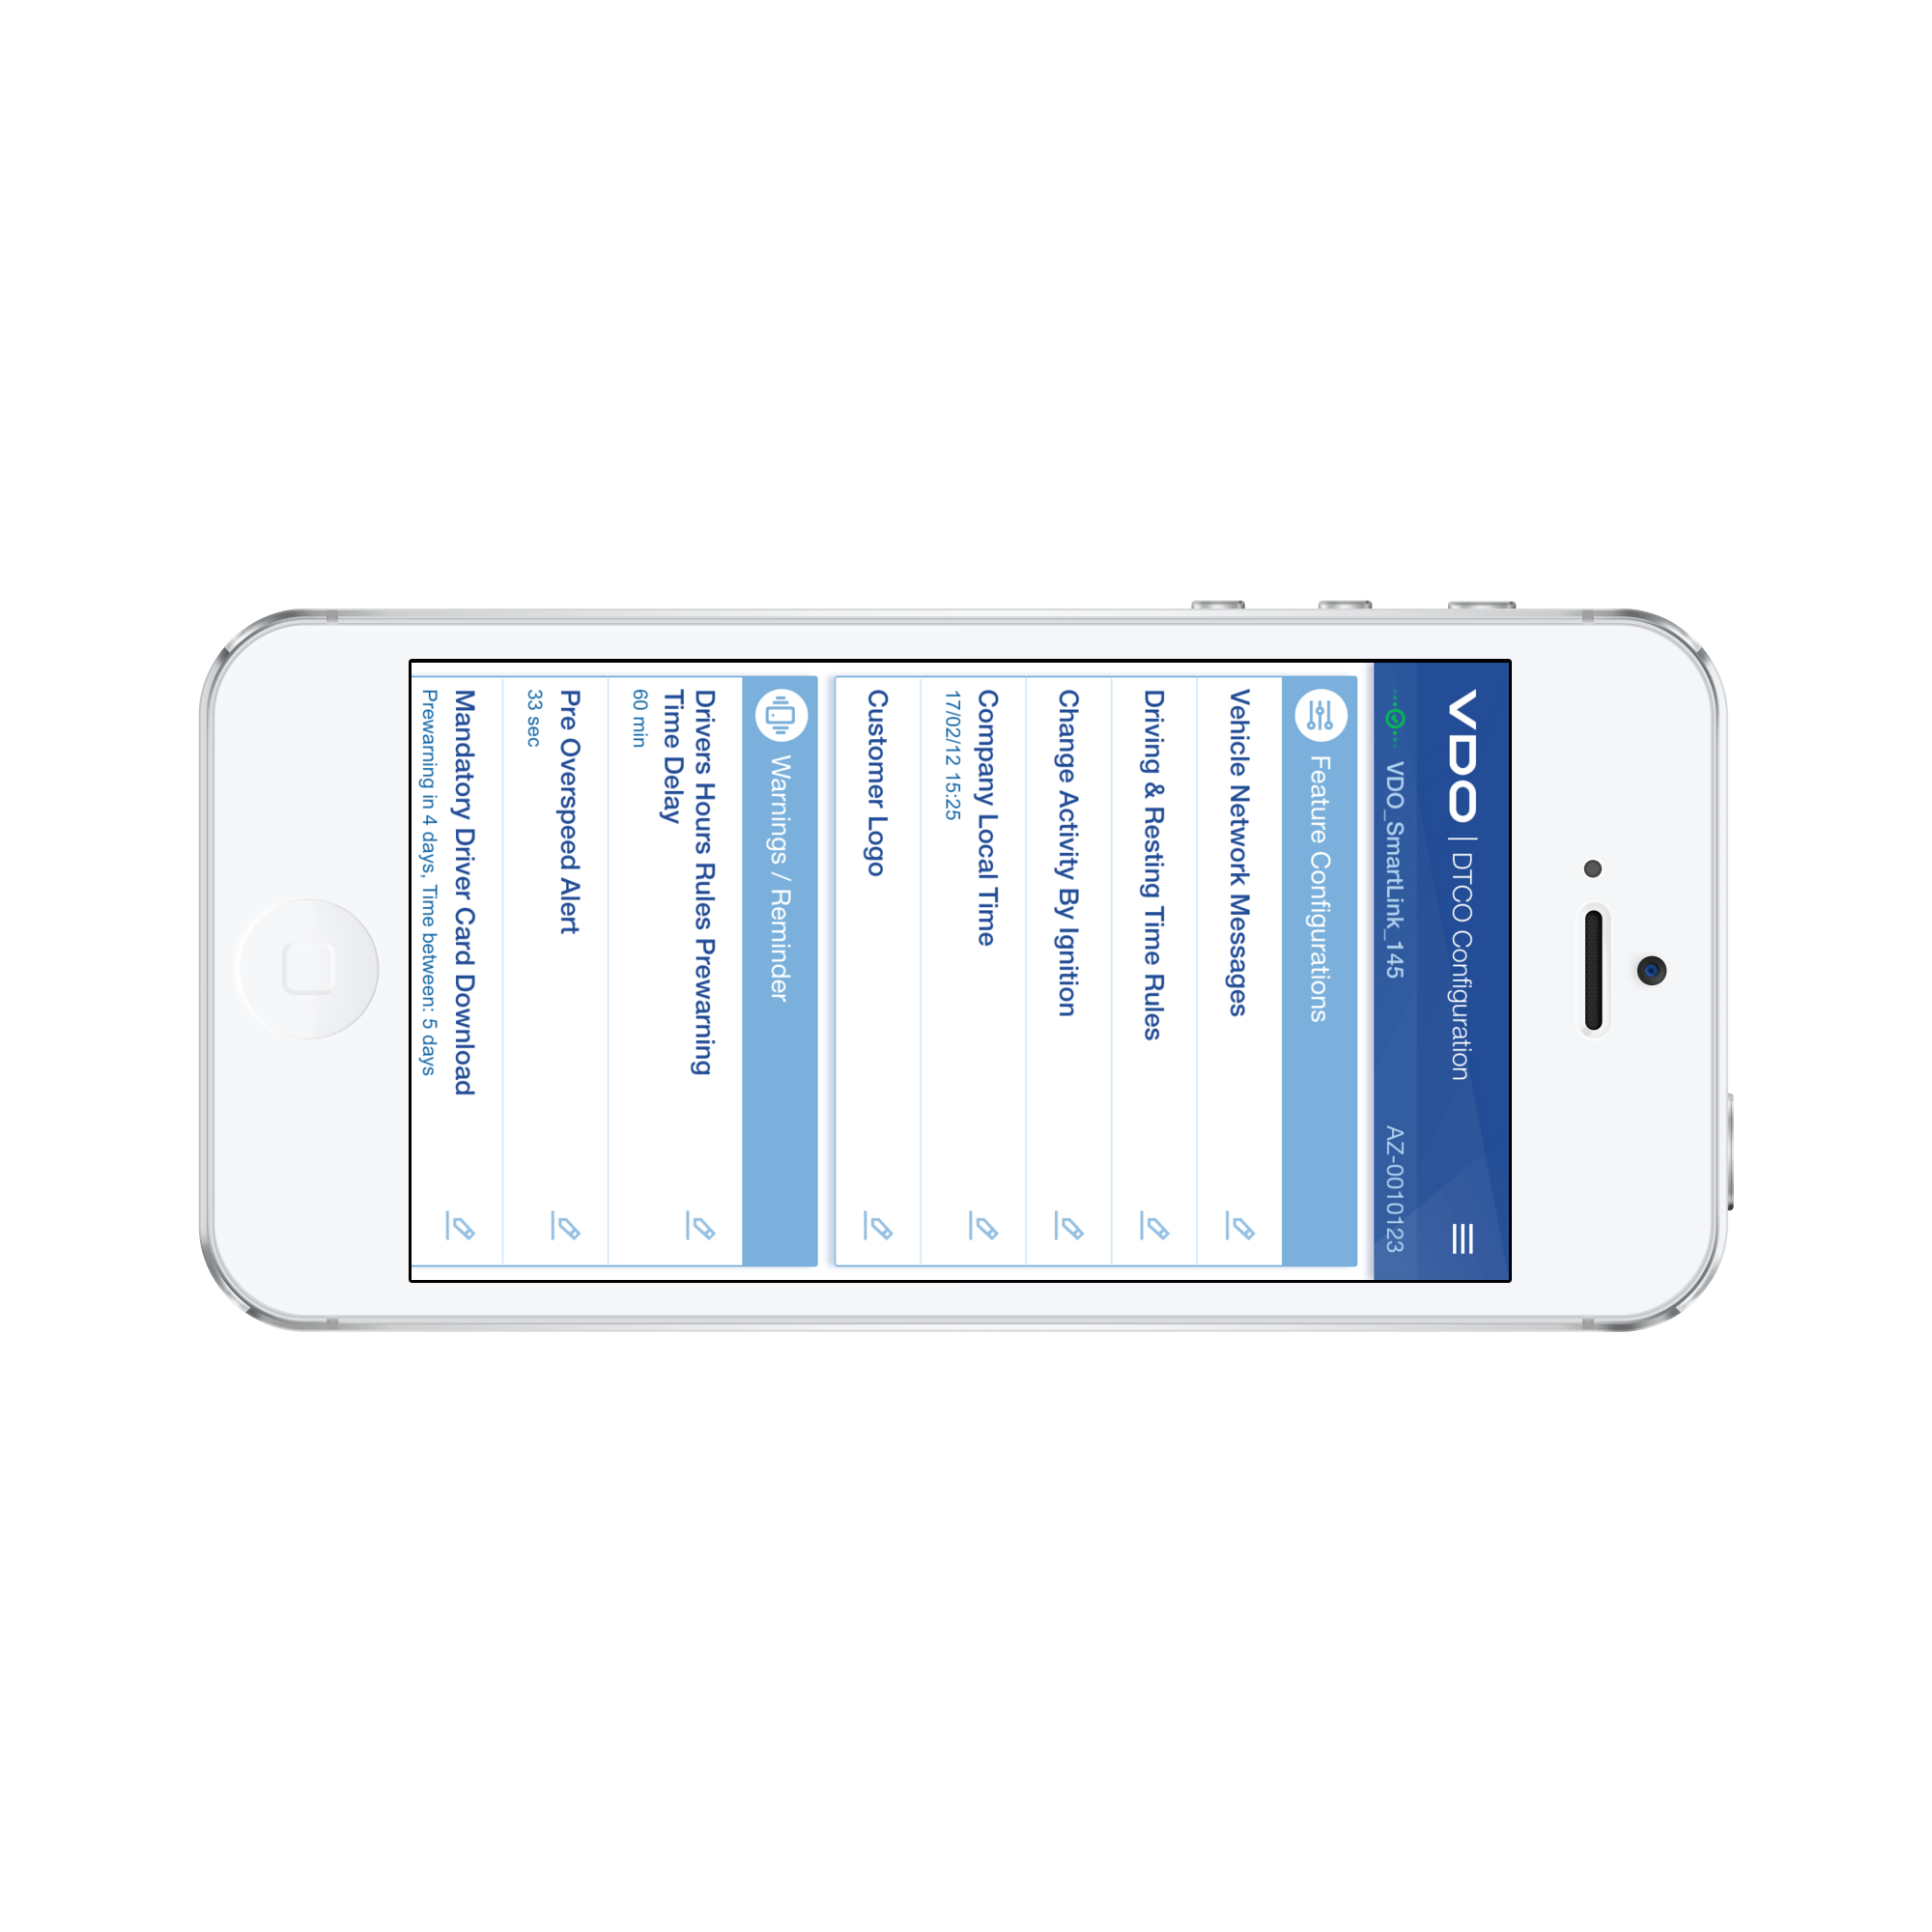 VDO | DTCO Configuration
VDO_SmartLink_145 AZ-0010123
Feature Configurations
Vehicle Network Messages
Driving & Resting Time Rules
Change Activity By Ignition
Company Local Time
17/02/12 15:25
Customer Logo
Warnings / Reminder
Drivers Hours Rules Prewarning
Time Delay
60 min
Pre Overspeed Alert
33 sec
Mandatory Driver Card Download
Prewarning in 4 days, Time between: 5 days